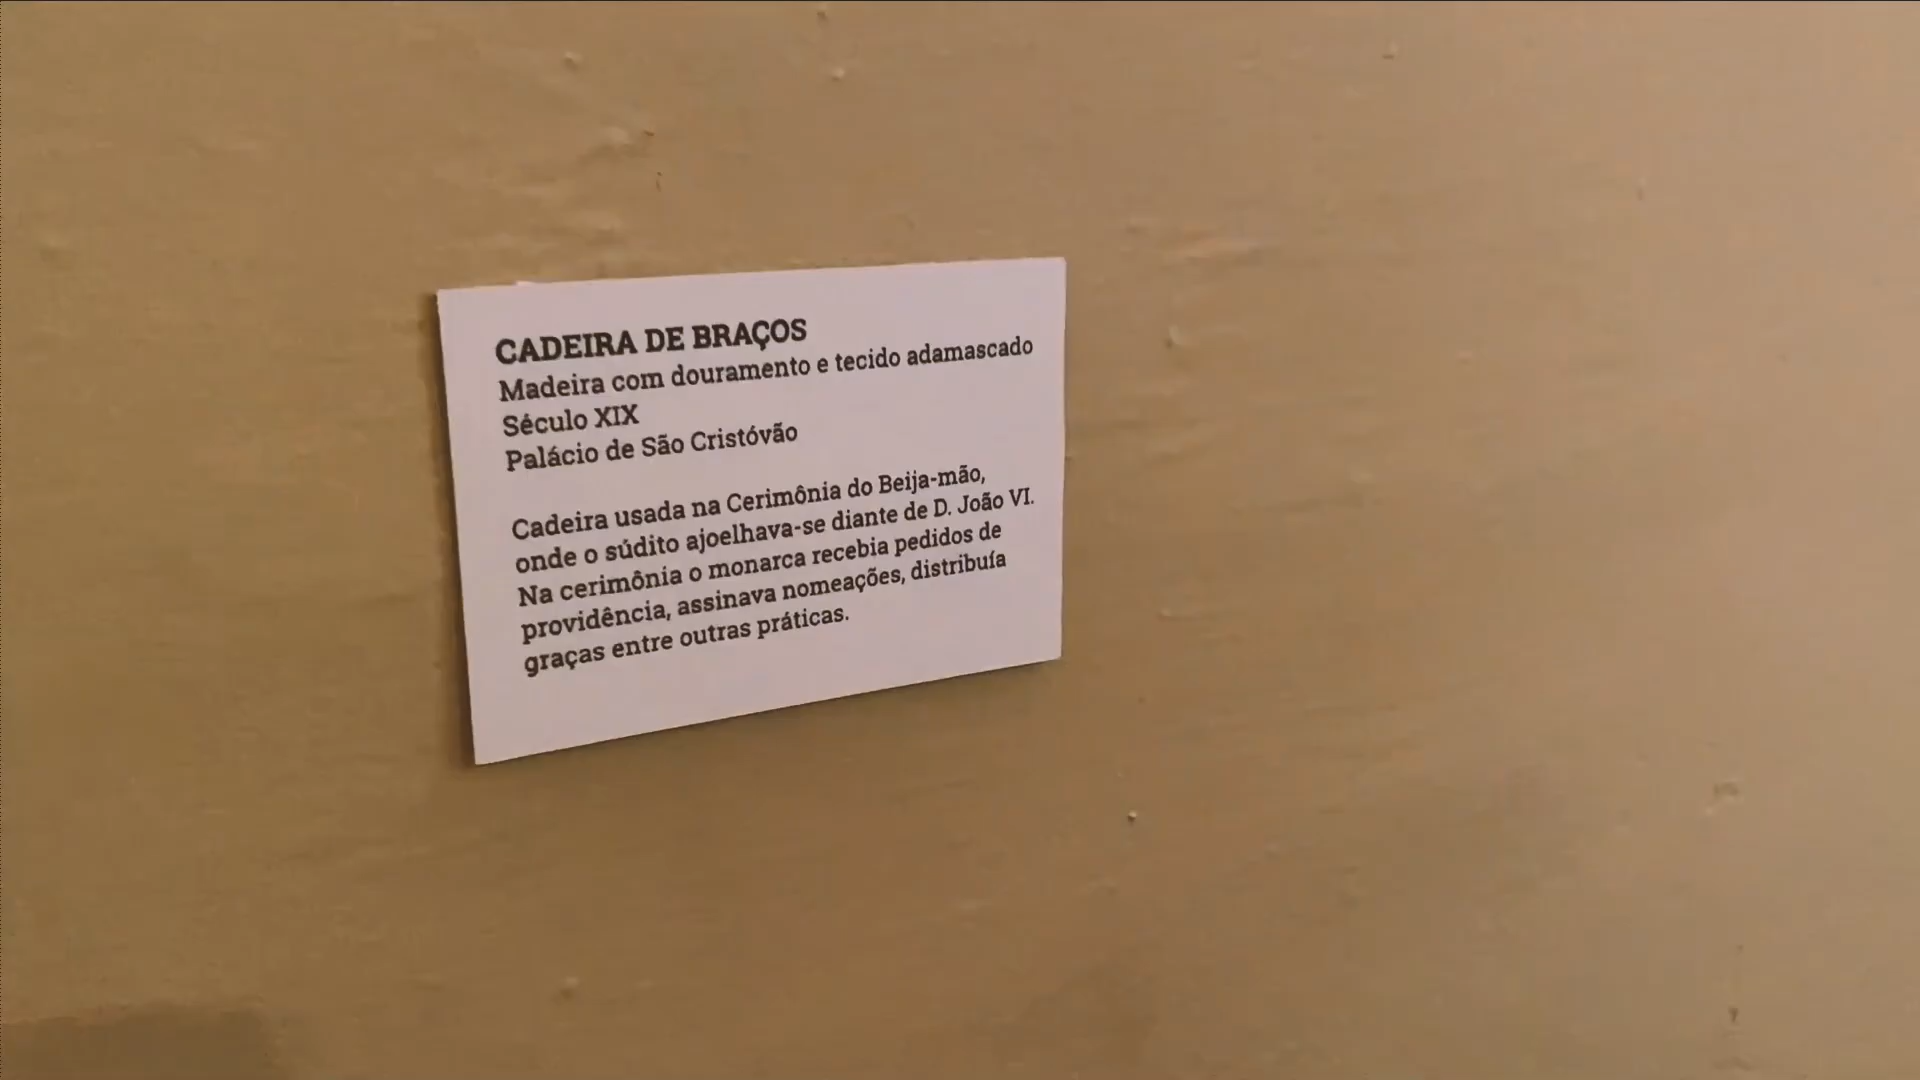 CADEIRA DE BRAÇOS
Madeira com douramento e tecido adamascado
Século XIX
Palácio de São Cristóvão
Cadeira usada na Cerimônia do Beija-mão,
onde o súdito ajoelhava-se diante de D. João VI.
Na cerimônia o monarca recebia pedidos de
providência, assinava nomeações, distribuía
graças entre outras práticas.